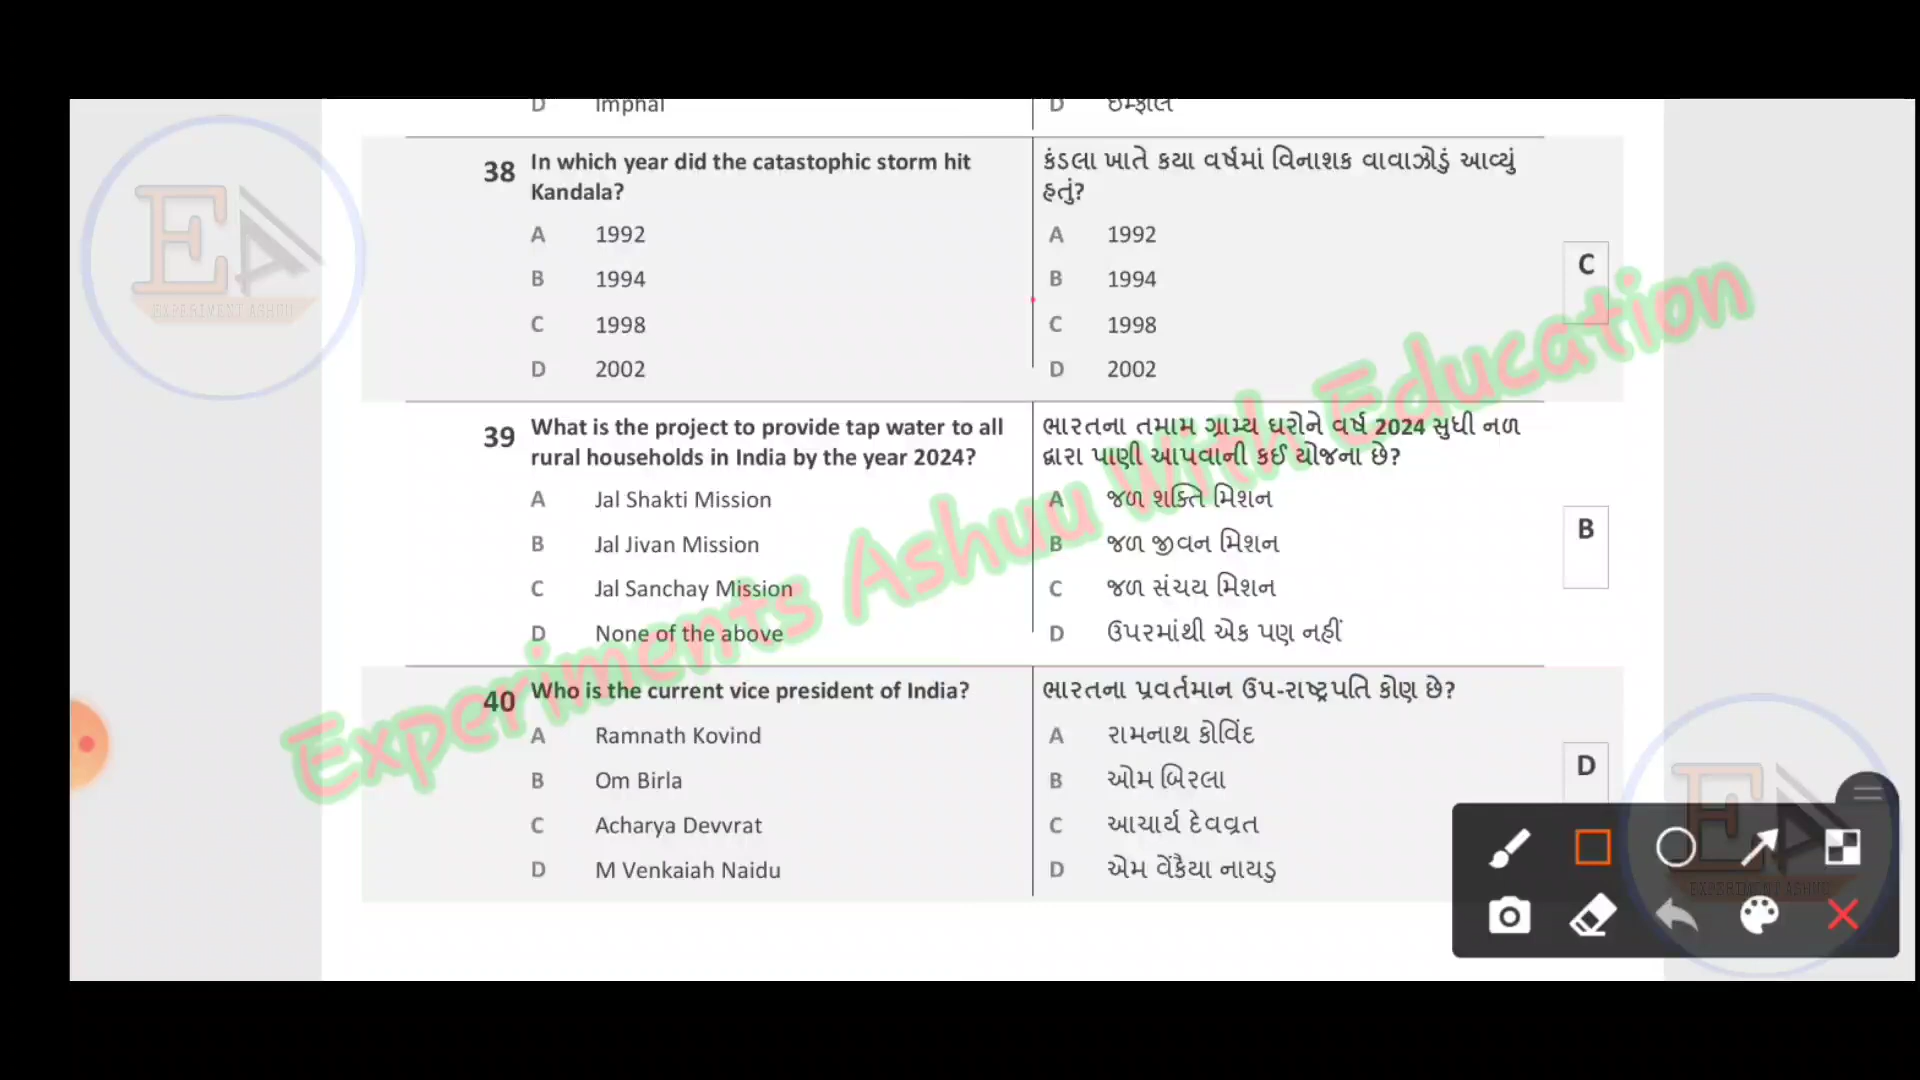 D Imphal
D ઇમ્ફાલ
38 In which year did the catastophic storm hit
Kandala?
A 1992
B 1994
C 1998
D 2002
કંડલા ખાતે કયા વર્ષમાં વિનાશક વાવાઝોડું આવ્યું
હતું?
A 1992
B 1994
C 1998
D 2002
C
39 What is the project to provide tap water to all
rural households in India by the year 2024?
A Jal Shakti Mission
B Jal Jivan Mission
C Jal Sanchay Mission
D None of the above
ભારતના તમામ ગ્રામ્ય ઘરોને વર્ષ 2024 સુધી નળ
દ્વારા પાણી આપવાની કઈ યોજના છે?
A જળ શક્તિ મિશન
B જળ જીવન મિશન
C જળ સંચય મિશન
D ઉપરમાંથી એક પણ નહીં
B
40 Who is the current vice president of India?
A Ramnath Kovind
B Om Birla
C Acharya Devvrat
D M Venkaiah Naidu
ભારતના પ્રવર્તમાન ઉપ-રાષ્ટ્રપતિ કોણ છે?
A રામનાથ કોવિંદ
B ઓમ બિરલા
C આચાર્ય દેવવ્રત
D એમ વેંકૈયા નાયડુ
D
Experiments Ashuu With Education
EA
EXPERIMENT ASHUU
EA
EXPERIMENT ASHUU